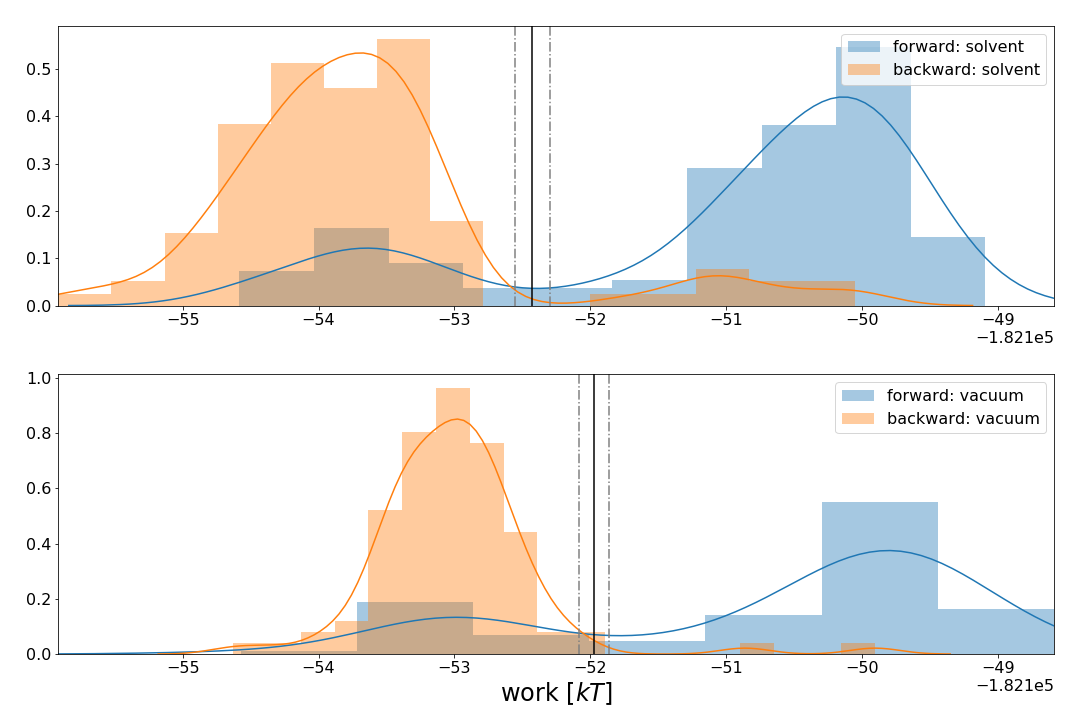 forward: solvent
backward: solvent
0.5
0.4
0.3
0.2
0.1
0.0
−55 −54 −53 −52 −51 −50 −49
−1.821e5
forward: vacuum
backward: vacuum
1.0
0.8
0.6
0.4
0.2
0.0
−55 −54 −53 −52 −51 −50 −49
−1.821e5
work [kT]